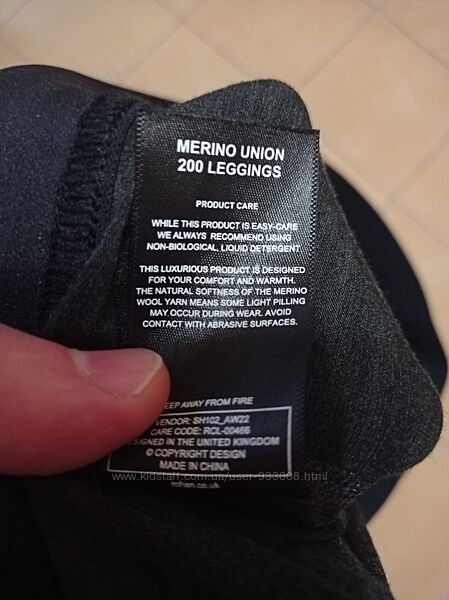 MERINO UNION
200 LEGGINGS
PRODUCT CARE
WHILE THIS PRODUCT IS EASY-CARE
WE ALWAYS RECOMMEND USING
NON-BIOLOGICAL, LIQUID DETERGENT
THIS LUXURIOUS PRODUCT IS DESIGNED
FOR YOUR COMFORT AND WARMTH.
THE NATURAL SOFTNESS OF THE MERINO
WOOL YARN MEANS SOME LIGHT PILLING
MAY OCCUR DURING WEAR. AVOID
CONTACT WITH ABRASIVE SURFACES.
EEP AWAY FROM FIRE
VENDOR: SH102_AW22
CARE CODE: RCL-00456
SIGNED IN THE UNITED KINGDOM
© COPYRIGHT DESIGN
MADE IN CHINA
www.kidstaff.com.ua/user-933608.html
rohan.co.uk